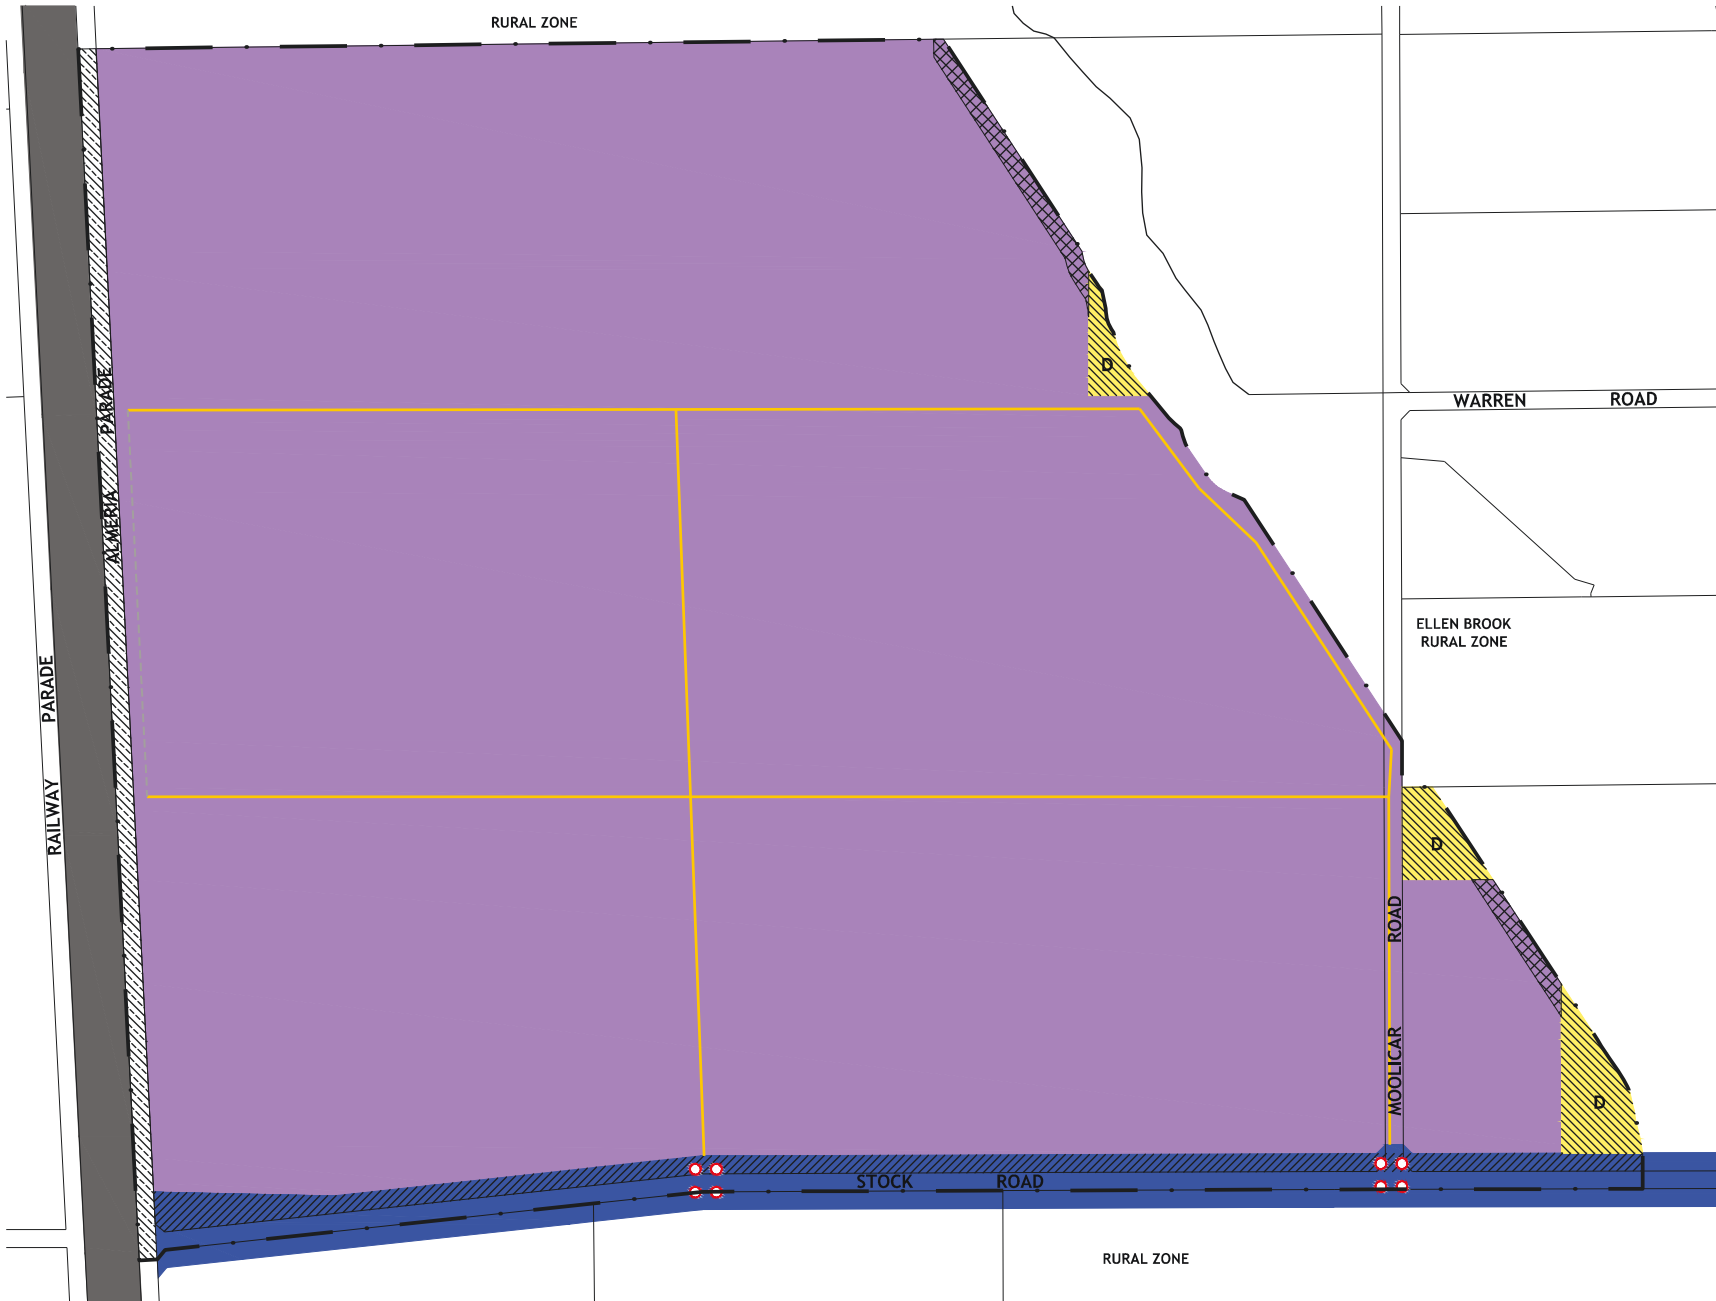 RURAL ZONE
PARADE
ALMERIA
D
WARREN ROAD
ELLEN BROOK
RURAL ZONE
PARADE
RAILWAY
D
ROAD
MOOLICAR
D
STOCK ROAD
RURAL ZONE